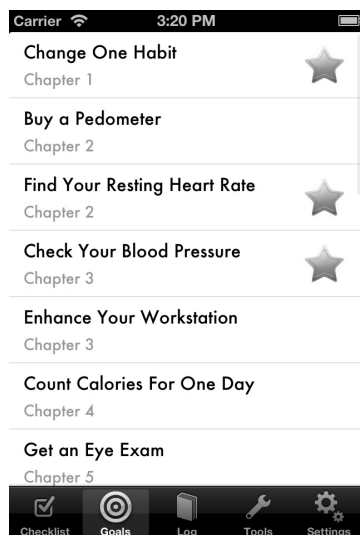 Carrier 3:20 PM
Change One Habit
Chapter 1
Buy a Pedometer
Chapter 2
Find Your Resting Heart Rate
Chapter 2
Check Your Blood Pressure
Chapter 3
Enhance Your Workstation
Chapter 3
Count Calories For One Day
Chapter 4
Get an Eye Exam
Chapter 5
Checklist Goals Log Tools Settings